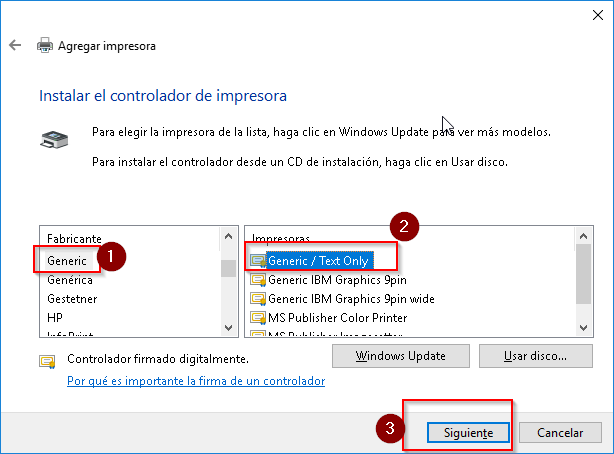 Agregar impresora
Instalar el controlador de impresora
Para elegir la impresora de la lista, haga clic en Windows Update para ver más modelos.
Para instalar el controlador desde un CD de instalación, haga clic en Usar disco.
2
Fabricante
Generic
1
Genérica
Gestetner
HP
InfoPrint
Impresoras
Generic / Text Only
Generic IBM Graphics 9pin
Generic IBM Graphics 9pin wide
MS Publisher Color Printer
MS Publisher Imagesetter
Controlador firmado digitalmente.
Por qué es importante la firma de un controlador
Windows Update
Usar disco...
3
Siguiente
Cancelar